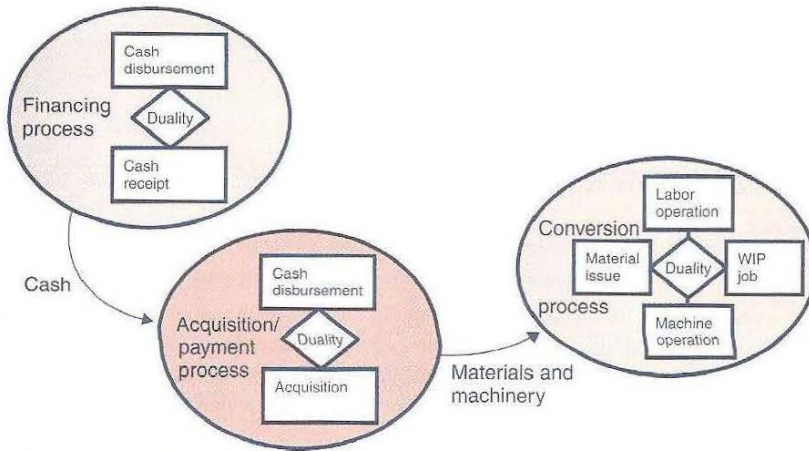 Cash
disbursement
Financing
process
Duality
Cash
receipt
Cash
Cash
disbursement
Acquisition/
payment
process
Duality
Acquisition
Materials and
machinery
Labor
operation
Conversion
Material
issue
Duality
WIP
job
process
Machine
operation